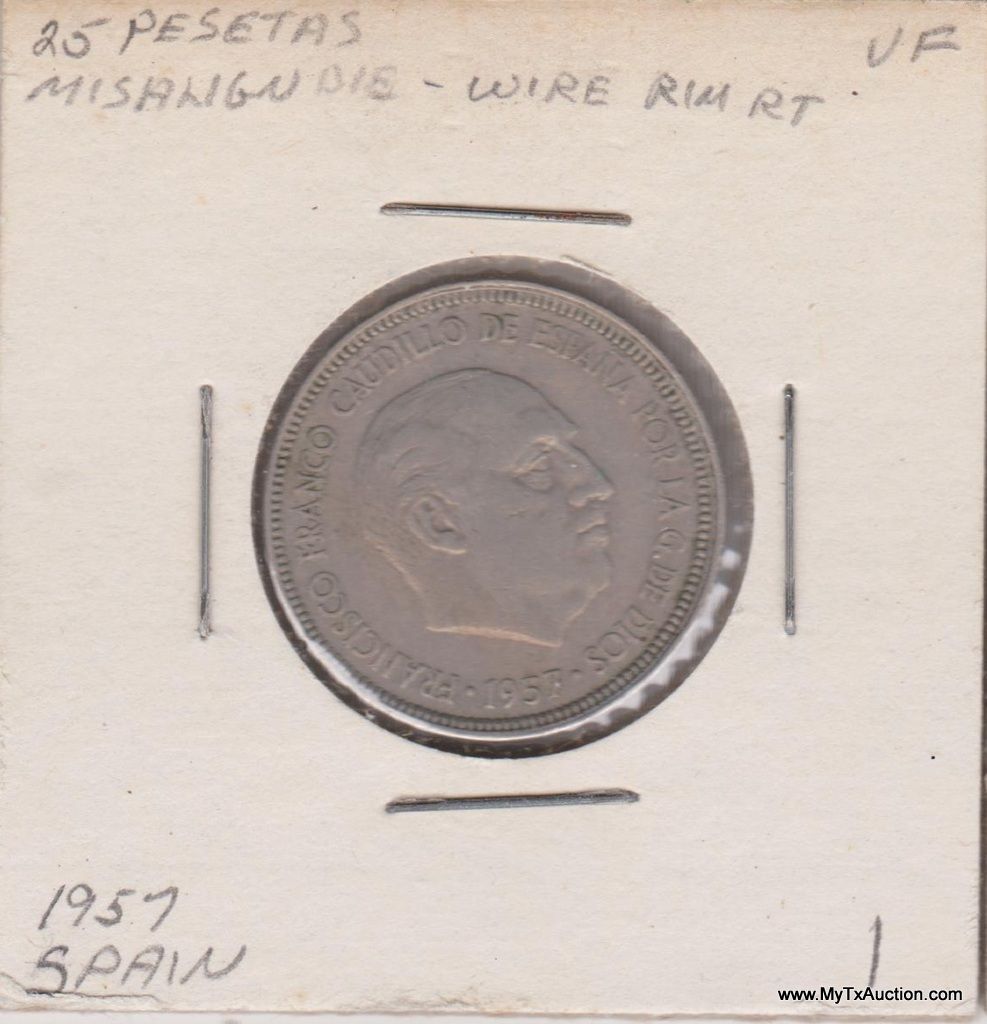 25 PESETAS
VF
MISALIGN DIE - WIRE RIM RT
FRANCISCO FRANCO CAUDILLO DE ESPAÑA POR LA G. DE DIOS
· 1957 ·
1957
SPAIN
1
www.MyTxAuction.com